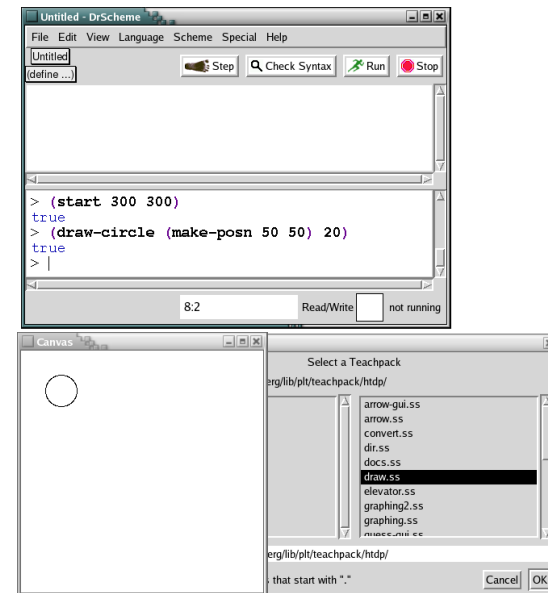 Untitled - DrScheme
File Edit View Language Scheme Special Help
Untitled
(define ...)
Step Check Syntax Run Stop
> (start 300 300)
true
> (draw-circle (make-posn 50 50) 20)
true
>
8:2 Read/Write not running
Canvas
Select a Teachpack
erg/lib/plt/teachpack/htdp/
arrow-gui.ss
arrow.ss
convert.ss
dir.ss
docs.ss
draw.ss
elevator.ss
graphing2.ss
graphing.ss
guess-gui.ss
erg/lib/plt/teachpack/htdp/
that start with "."
Cancel OK